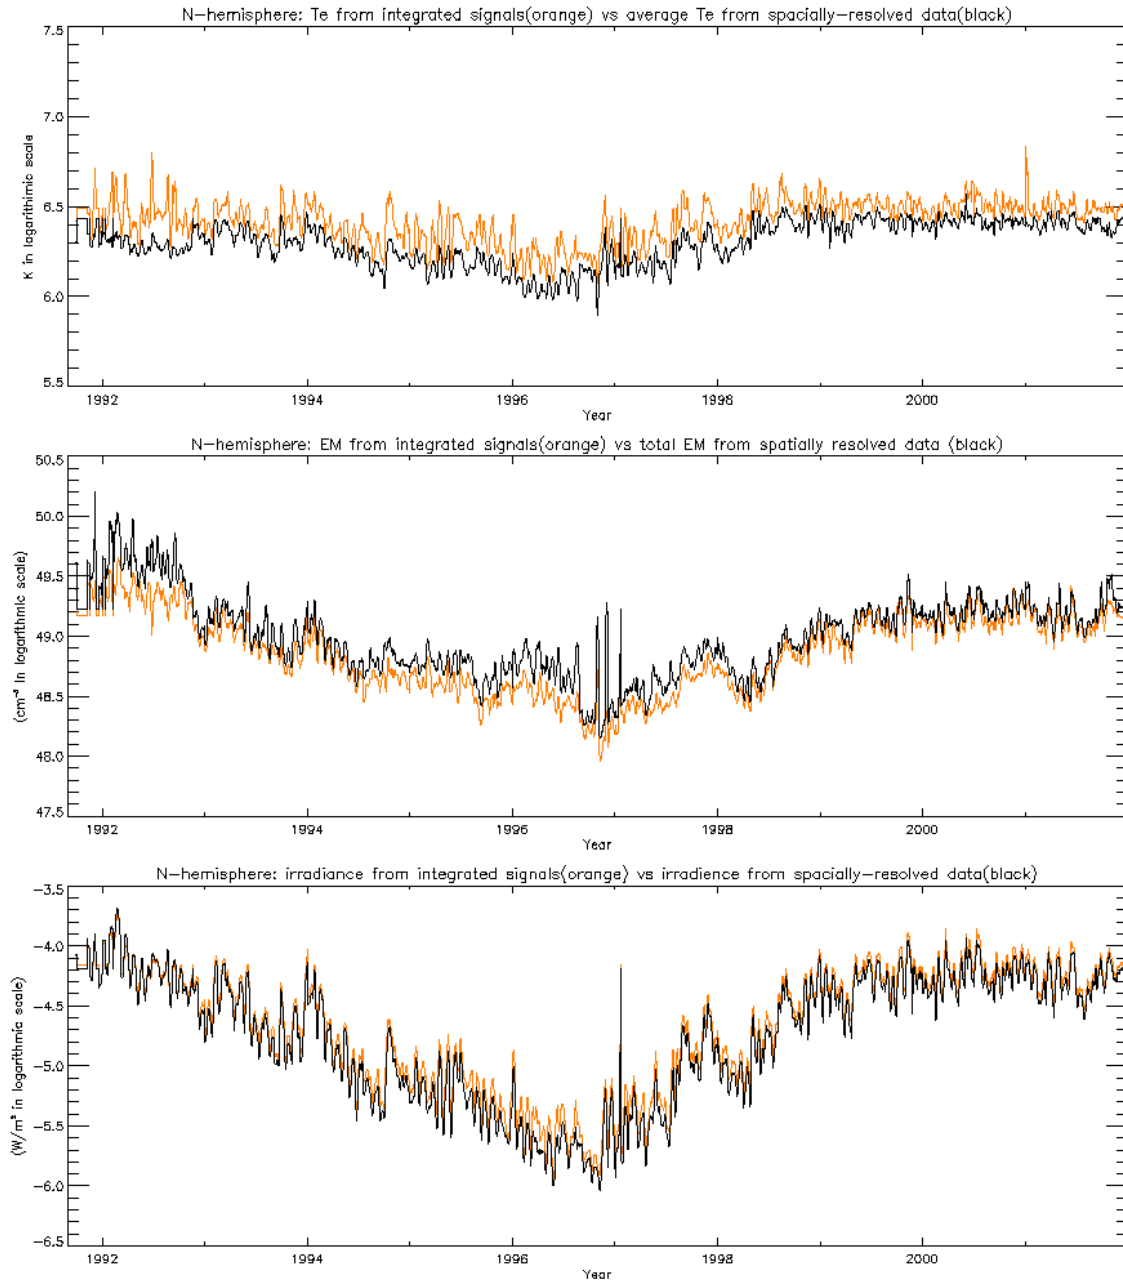 N-hemisphere: Te from integrated signals(orange) vs average Te from spacially-resolved data(black)
7.5
7.0
6.5
6.0
5.5
K in logarithmic scale
1992 1994 1996 1998 2000
Year
N-hemisphere: EM from integrated signals(orange) vs total EM from spatially resolved data (black)
50.5
50.0
49.5
49.0
48.5
48.0
47.5
(cm⁻³ in logarithmic scale)
1992 1994 1996 1998 2000
Year
N-hemisphere: irradiance from integrated signals(orange) vs irradience from spacially-resolved data(black)
-3.5
-4.0
-4.5
-5.0
-5.5
-6.0
-6.5
(W/m² in logarithmic scale)
1992 1994 1996 1998 2000
Year